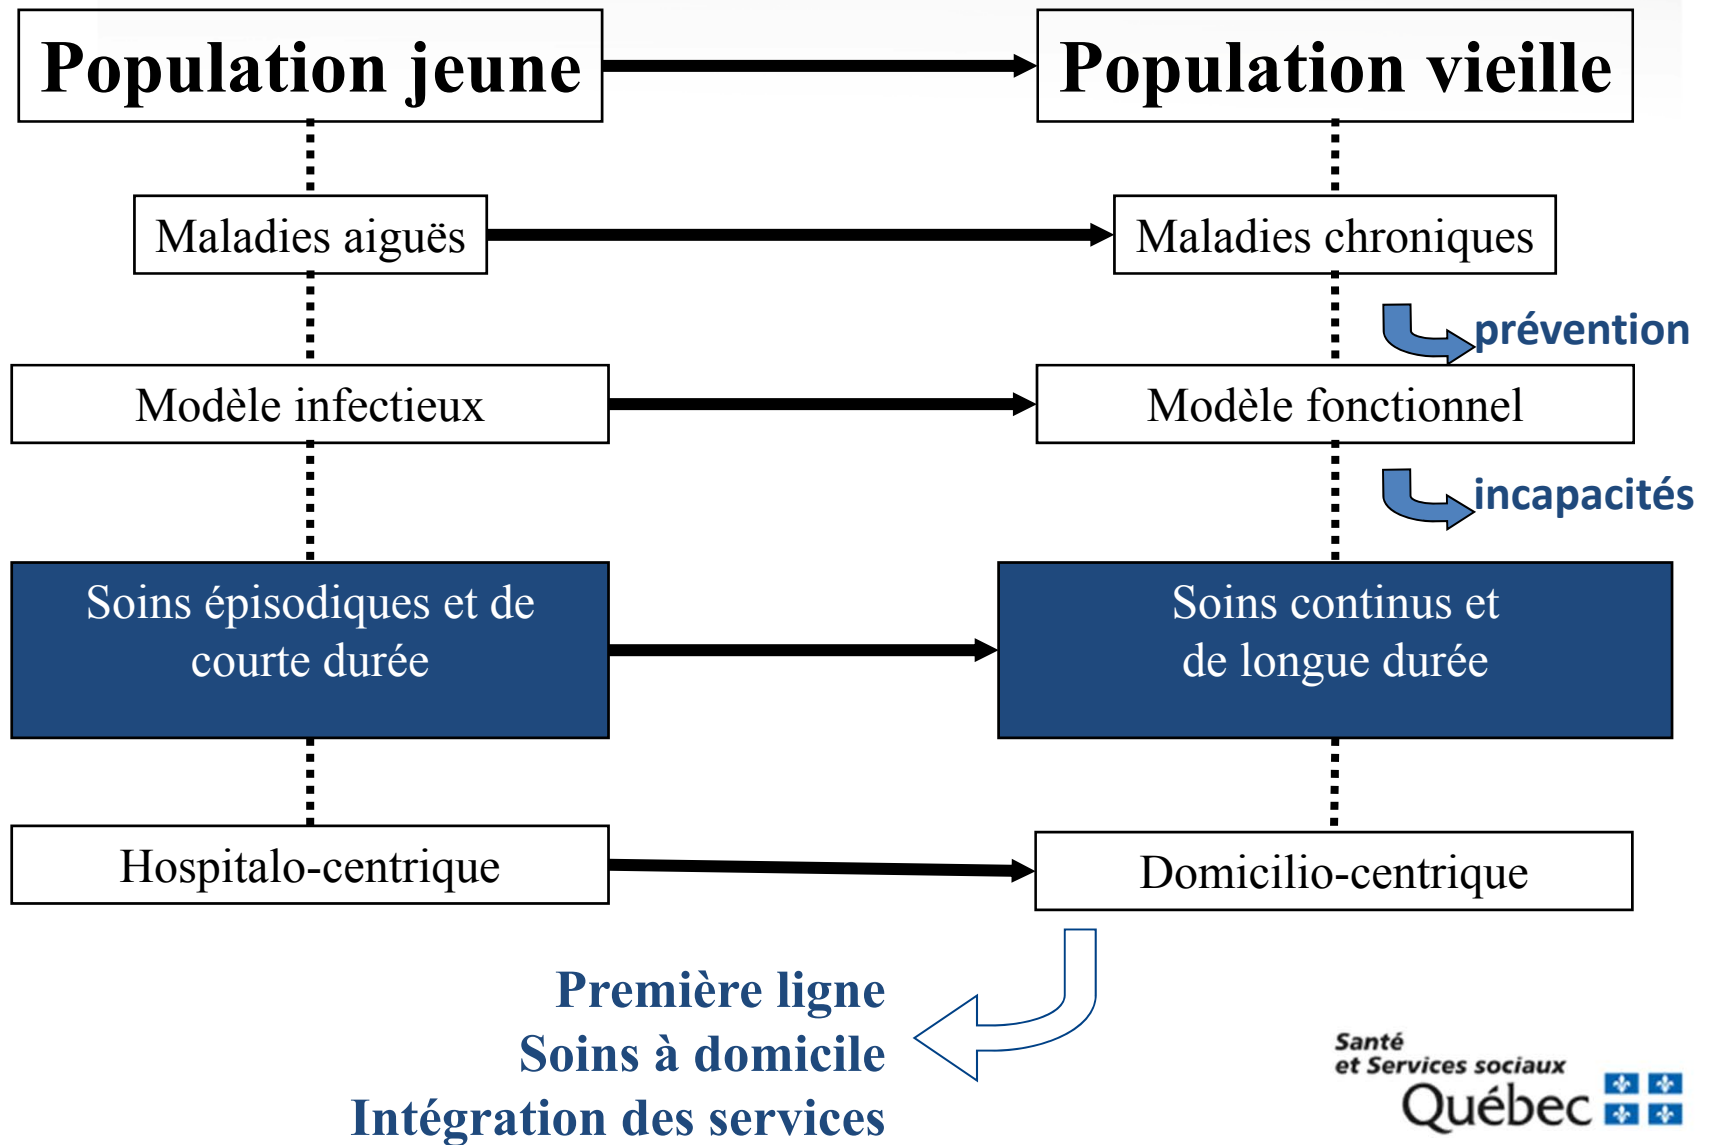 Population jeune
Population vieille
Maladies aiguës
Maladies chroniques
prévention
Modèle infectieux
Modèle fonctionnel
incapacités
Soins épisodiques et de
courte durée
Soins continus et
de longue durée
Hospitalo-centrique
Domicilio-centrique
Première ligne
Soins à domicile
Intégration des services
Santé
et Services sociaux
Québec